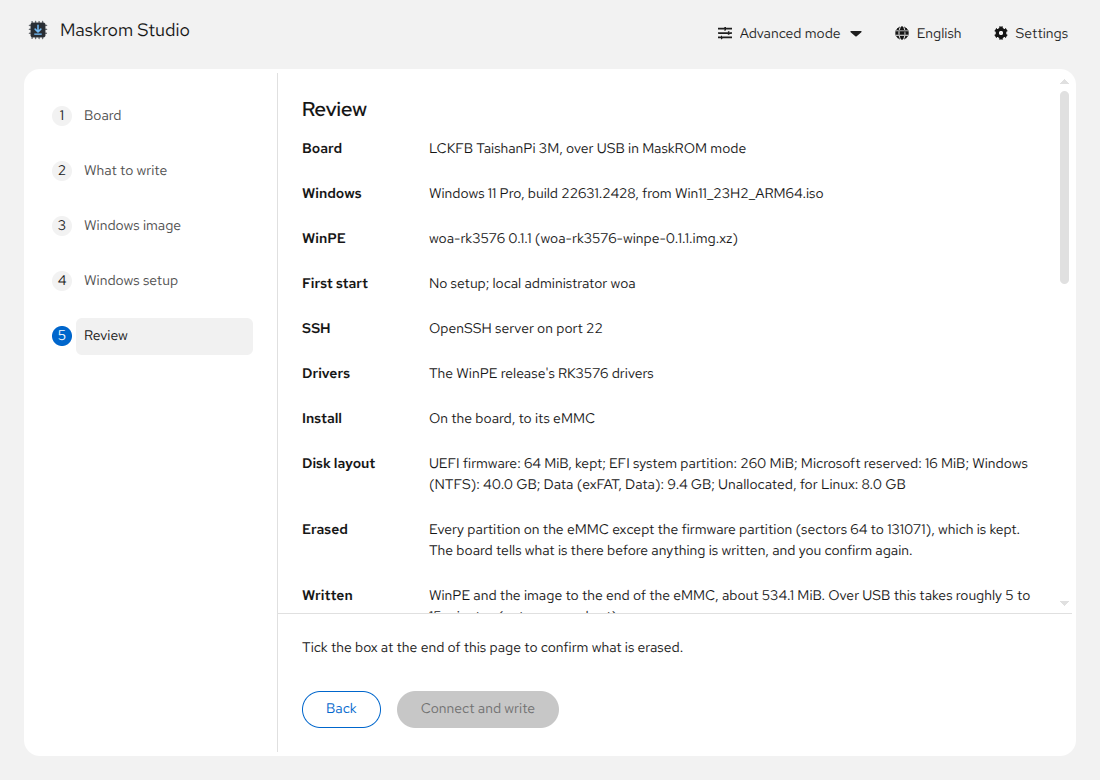 Maskrom Studio
Advanced mode
English
Settings
1 Board
2 What to write
3 Windows image
4 Windows setup
5 Review
Review
Board LCKFB TaishanPi 3M, over USB in MaskROM mode
Windows Windows 11 Pro, build 22631.2428, from Win11_23H2_ARM64.iso
WinPE woa-rk3576 0.1.1 (woa-rk3576-winpe-0.1.1.img.xz)
First start No setup; local administrator woa
SSH OpenSSH server on port 22
Drivers The WinPE release's RK3576 drivers
Install On the board, to its eMMC
Disk layout UEFI firmware: 64 MiB, kept; EFI system partition: 260 MiB; Microsoft reserved: 16 MiB; Windows
(NTFS): 40.0 GB; Data (exFAT, Data): 9.4 GB; Unallocated, for Linux: 8.0 GB
Erased Every partition on the eMMC except the firmware partition (sectors 64 to 131071), which is kept.
The board tells what is there before anything is written, and you confirm again.
Written WinPE and the image to the end of the eMMC, about 534.1 MiB. Over USB this takes roughly 5 to
Tick the box at the end of this page to confirm what is erased.
Back
Connect and write